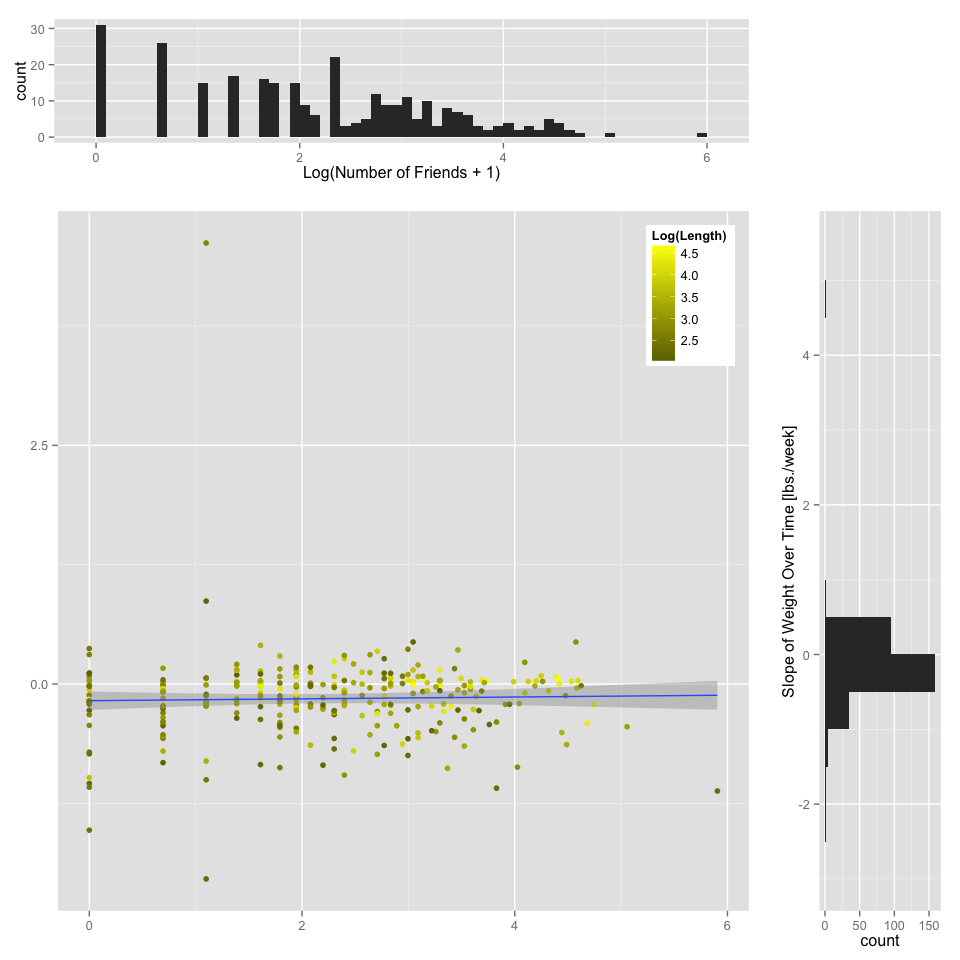 30
20
10
0
count
0 2 4 6
Log(Number of Friends + 1)
Log(Length)
4.5
4.0
3.5
3.0
2.5
2.5
0.0
0 2 4 6
Slope of Weight Over Time [lbs./week]
4
2
0
-2
0 50 100 150
count